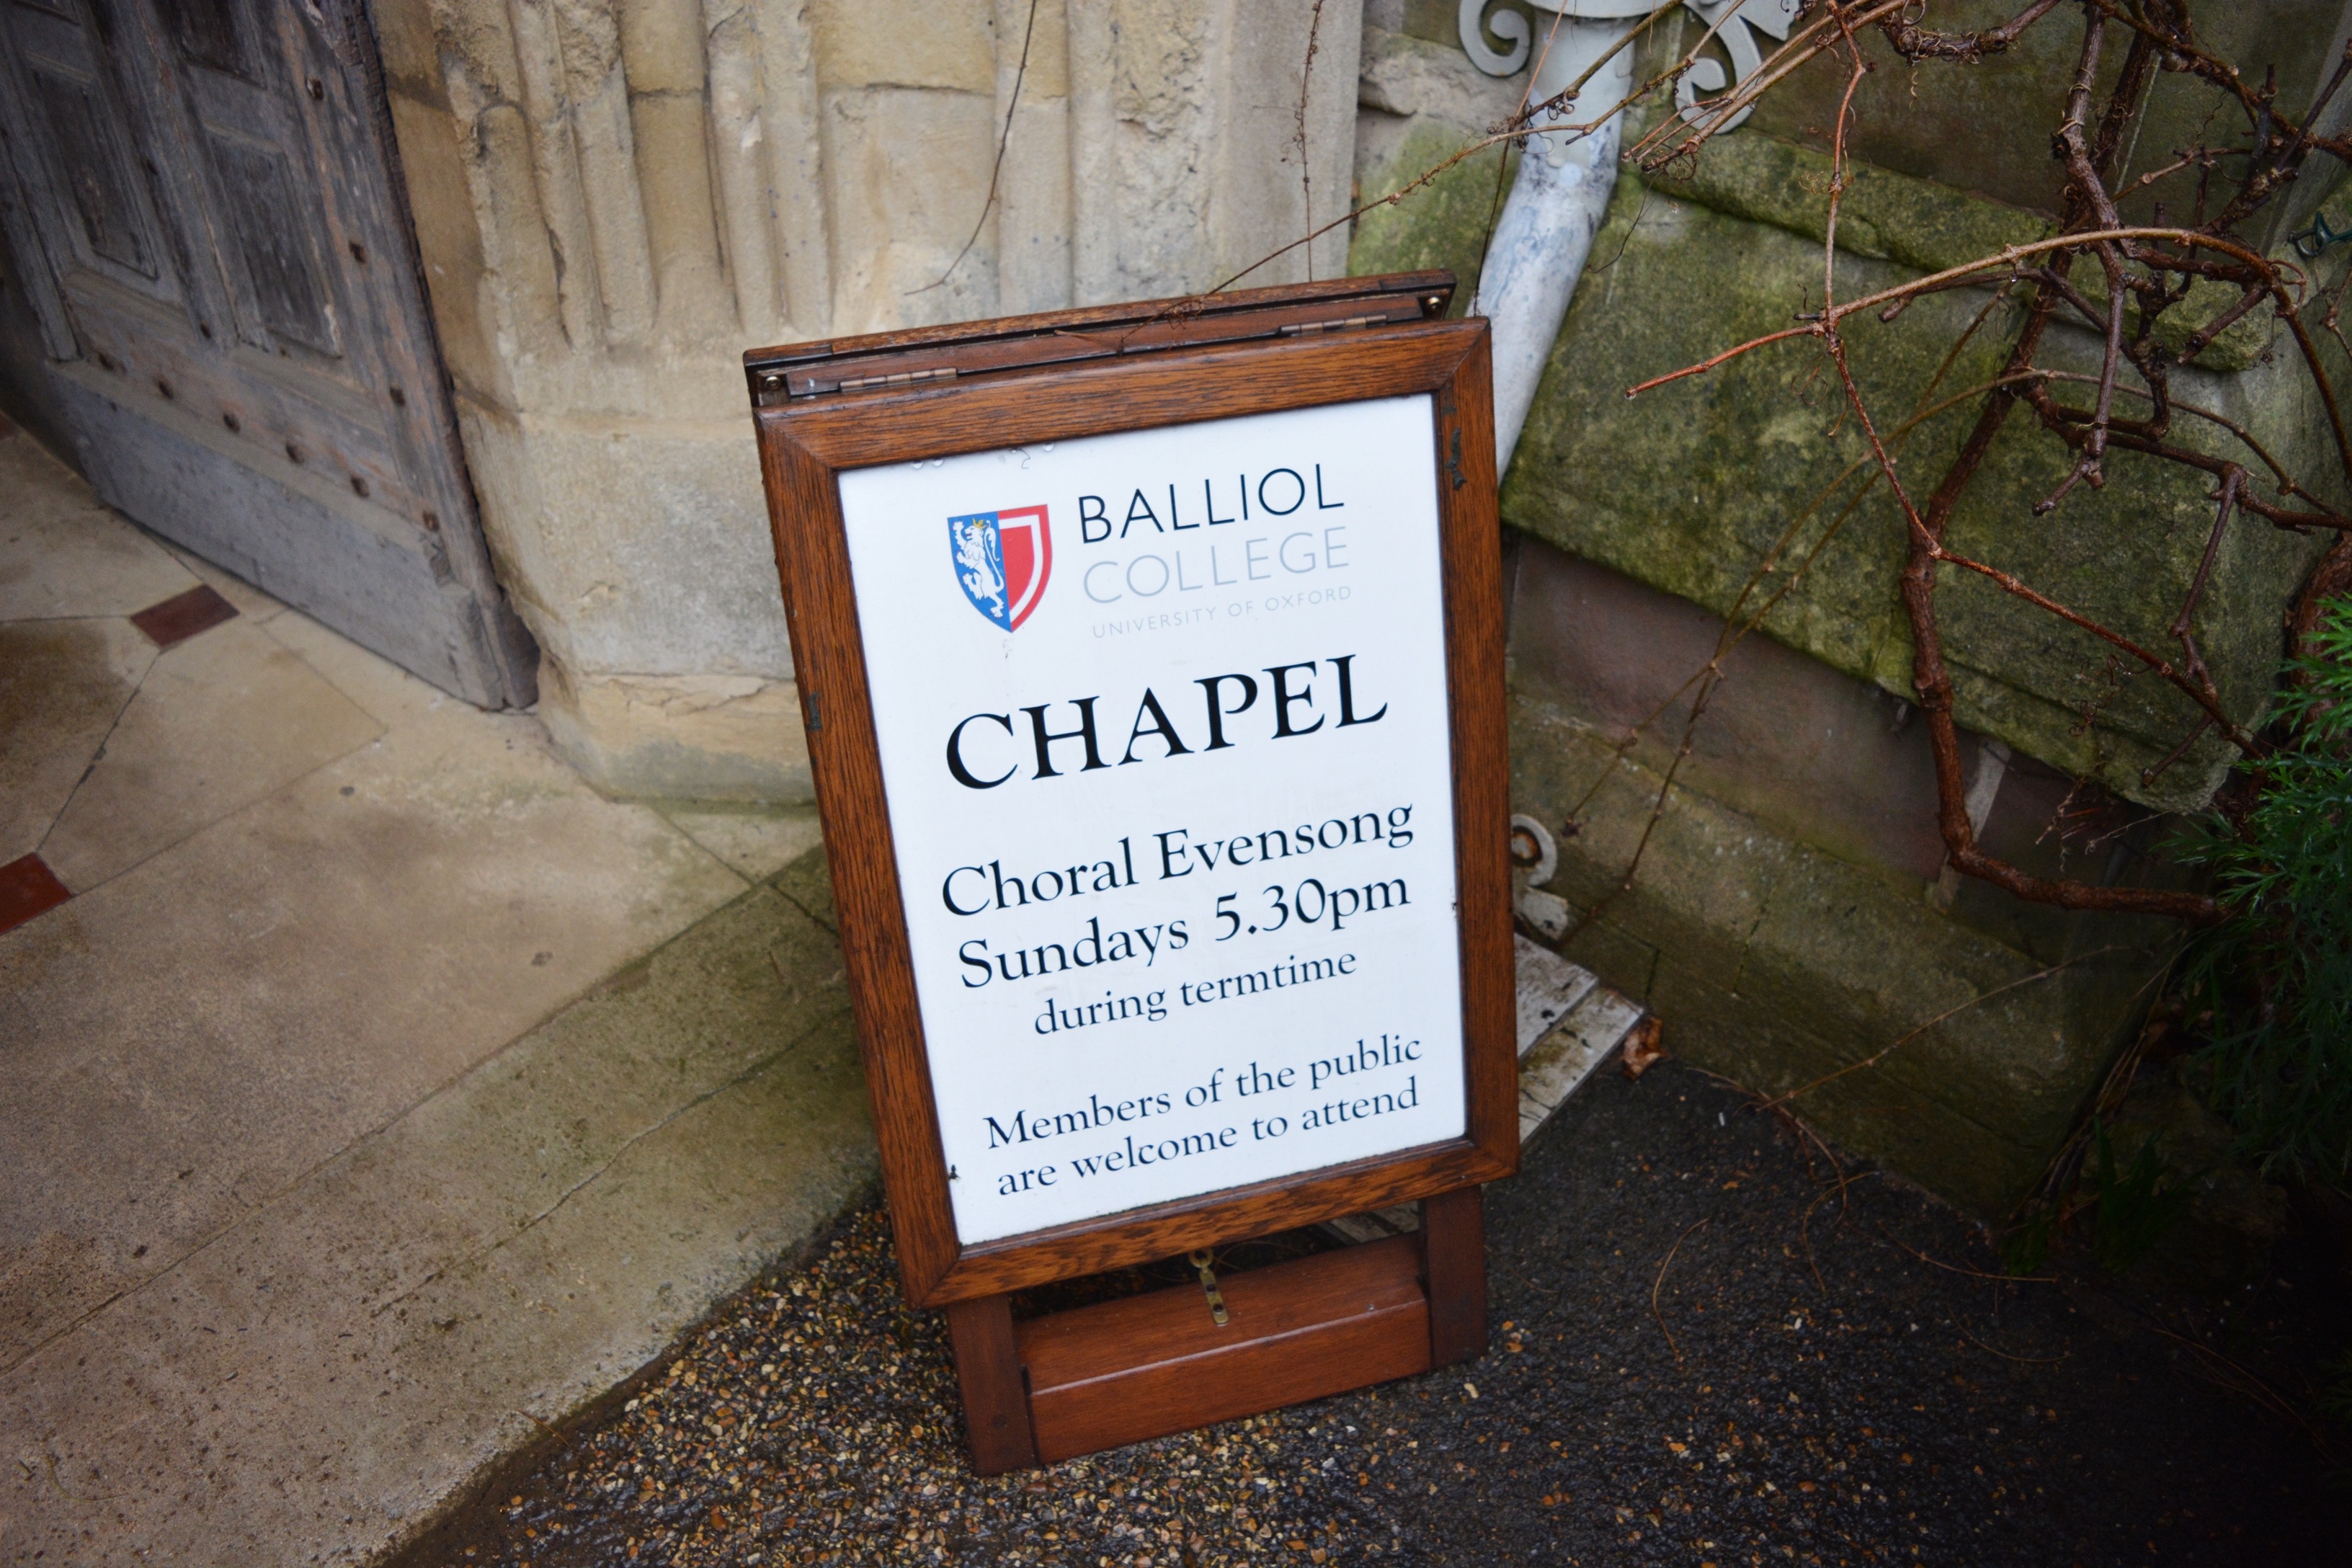 BALLIOL
COLLEGE
UNIVERSITY OF OXFORD
CHAPEL
Choral Evensong
Sundays 5.30pm
during termtime
Members of the public
are welcome to attend